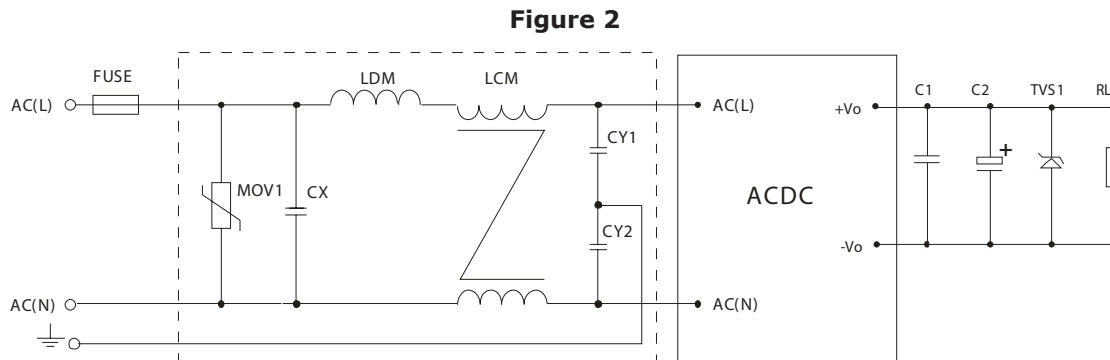 Figure 2
FUSE
LDM
LCM
AC(L)
AC(L)
+Vo
C1
C2
TVS1
RL
+
CY1
MOV1
CX
ACDC
CY2
-Vo
AC(N)
AC(N)